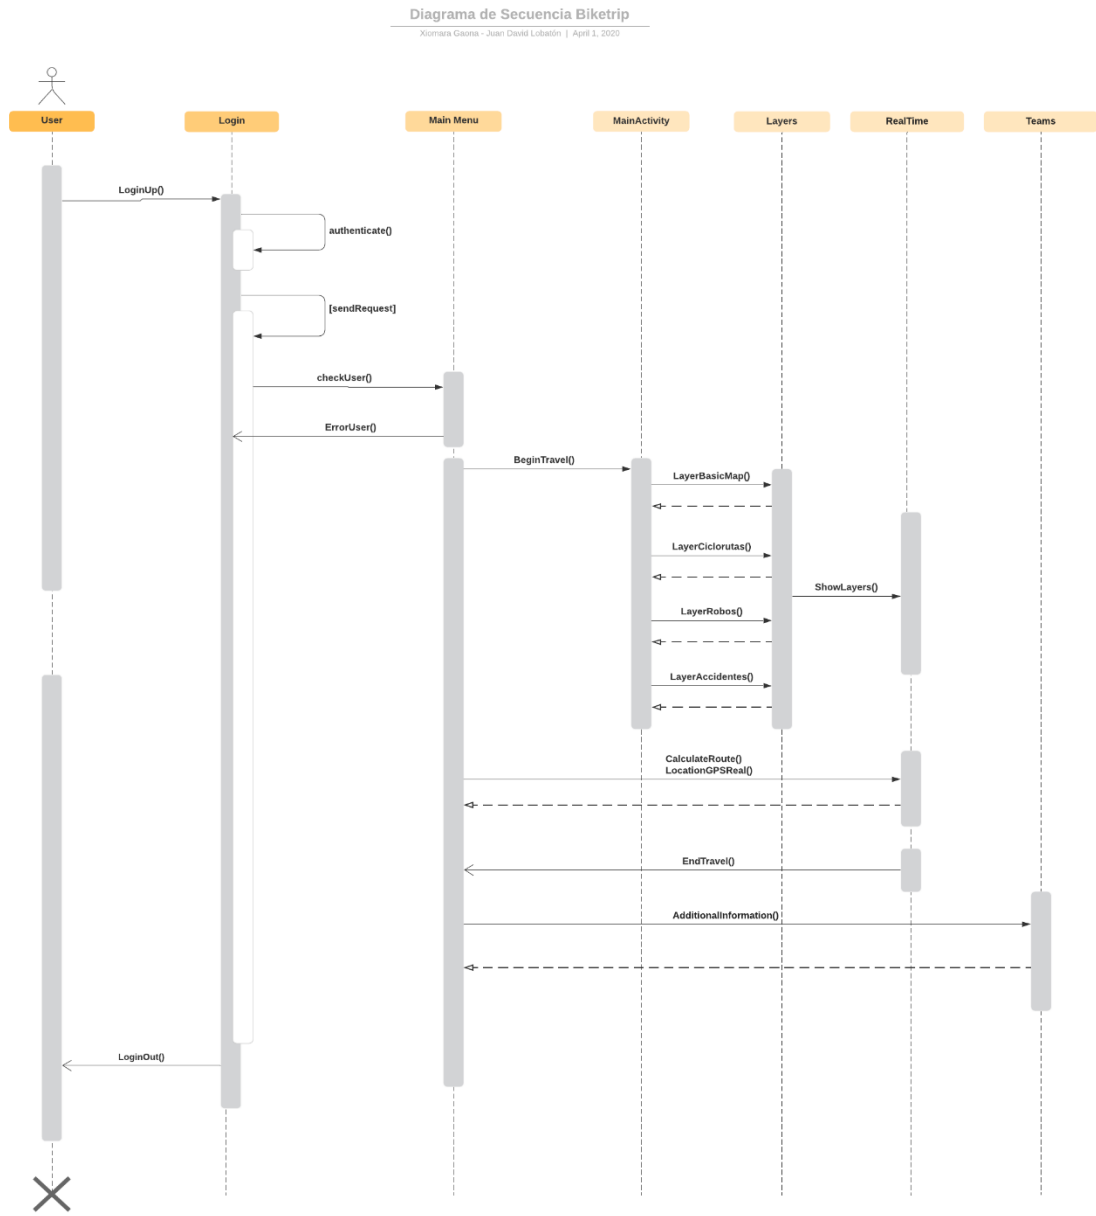 Diagrama de Secuencia Biketrip
Xiomara Gaona - Juan David Lobatón | April 1, 2020
User
Login
Main Menu
MainActivity
Layers
RealTime
Teams
LoginUp()
authenticate()
[sendRequest]
checkUser()
ErrorUser()
BeginTravel()
LayerBasicMap()
LayerCiclorutas()
ShowLayers()
LayerRobos()
LayerAccidentes()
CalculateRoute()
LocationGPSReal()
EndTravel()
AdditionalInformation()
LoginOut()